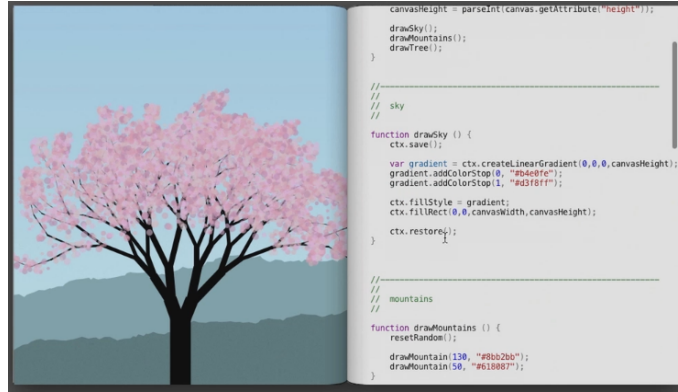 canvasHeight = parseInt(canvas.getAttribute("height"));
drawSky();
drawMountains();
drawTree();
}
//
//
// sky
//
function drawSky () {
ctx.save();
var gradient = ctx.createLinearGradient(0,0,0,canvasHeight);
gradient.addColorStop(0, "#b4e0fe");
gradient.addColorStop(1, "#d3f8ff");
ctx.fillStyle = gradient;
ctx.fillRect(0,0,canvasWidth,canvasHeight);
ctx.restore();
}
//
//
// mountains
//
function drawMountains () {
resetRandom();
drawMountain(130, "#8bb2bb");
drawMountain(50, "#618087");
}